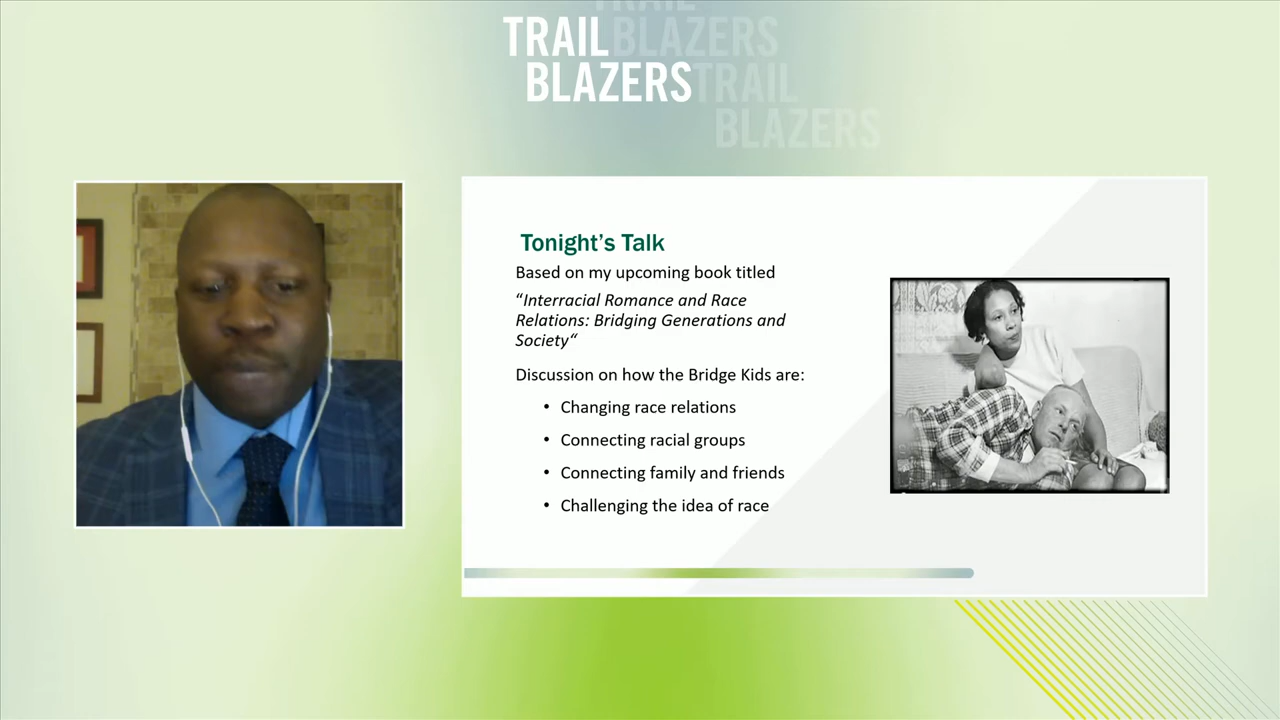 TRAIL
TRAILBLAZERS
BLAZERSTRAIL
BLAZERS
Tonight's Talk
Based on my upcoming book titled
“Interracial Romance and Race
Relations: Bridging Generations and
Society“
Discussion on how the Bridge Kids are:
• Changing race relations
• Connecting racial groups
• Connecting family and friends
• Challenging the idea of race